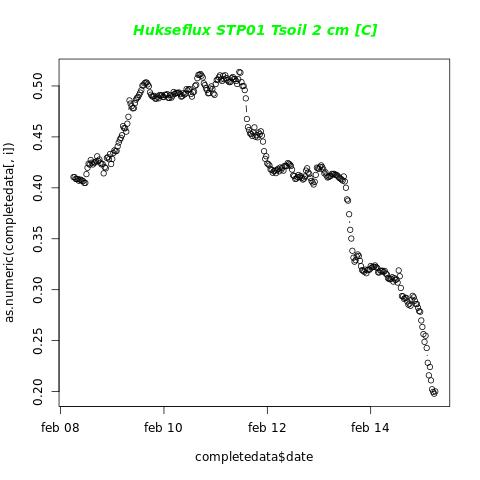 Hukseflux STP01 Tsoil 2 cm [C]
as.numeric(completedata[, i])
0.50
0.45
0.40
0.35
0.30
0.25
0.20
feb 08
feb 10
feb 12
feb 14
completedata$date